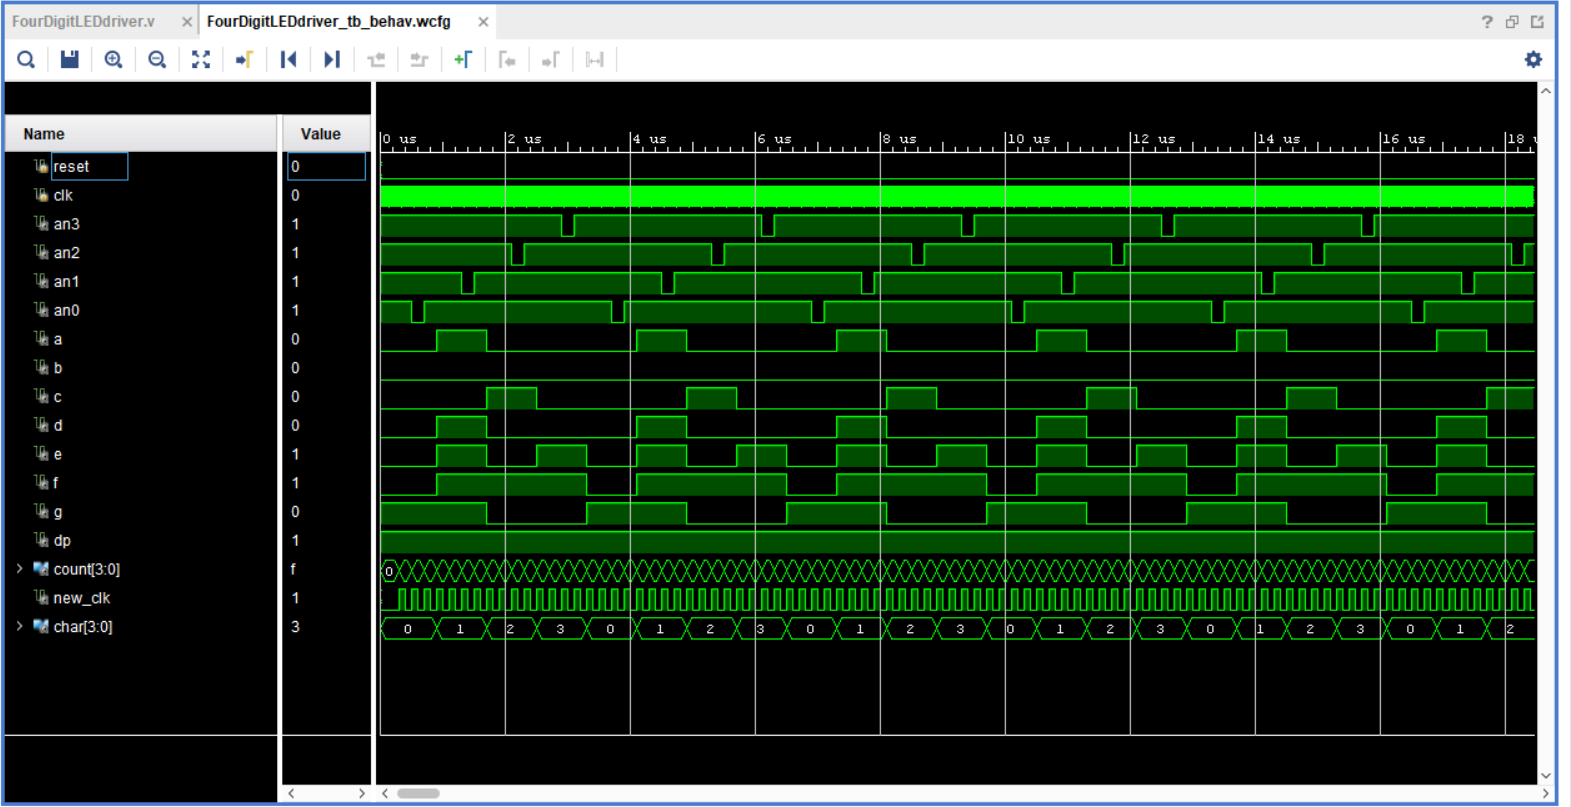 FourDigitLEDdriver.v × FourDigitLEDdriver_tb_behav.wcfg ×
Name Value
0 us 2 us 4 us 6 us 8 us 10 us 12 us 14 us 16 us 18
reset 0
clk 0
an3 1
an2 1
an1 1
an0 1
a 0
b 0
c 0
d 0
e 1
f 1
g 0
dp 1
count[3:0] f 0
new_clk 1
char[3:0] 3 0 1 2 3 0 1 2 3 0 1 2 3 0 1 2 3 0 1 2 3 0 1 2